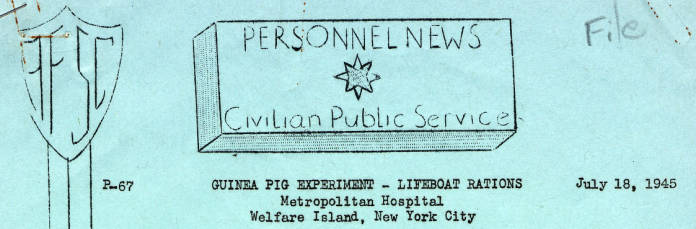 AFSC
PERSONNEL NEWS
File
Civilian Public Service
P-67 GUINEA PIG EXPERIMENT - LIFEBOAT RATIONS July 18, 1945
Metropolitan Hospital
Welfare Island, New York City